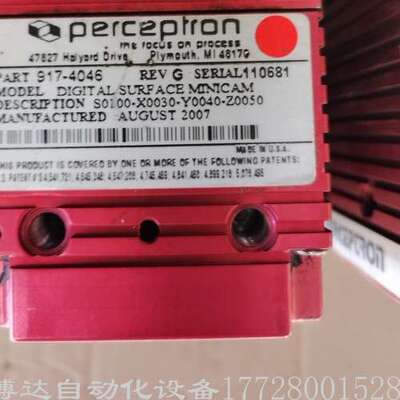 perceptron
the focus on process
47827 Halyard Drive Plymouth, MI 48170
PART 917-4046 REV G SERIAL110681
MODEL DIGITAL SURFACE MINICAM
DESCRIPTION S0100-X0030-Y0040-Z0050
MANUFACTURED AUGUST 2007
MADE IN U.S.A.
THIS PRODUCT IS COVERED BY ONE OR MORE OF THE FOLLOWING PATENTS:
perceptron
博达自动化设备17728001528